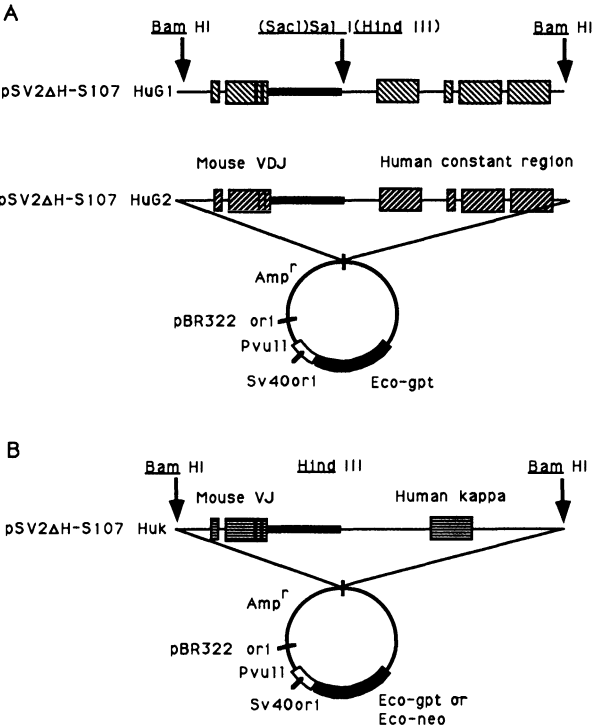 A
Bam HI
(SacI)Sal I(Hind III)
Bam HI
pSV2ΔH-S107 HuG1
Mouse VDJ
Human constant region
pSV2ΔH-S107 HuG2
Amp r
pBR322 ori
Pvu11
Sv40ori
Eco-gpt
B
Bam HI
Hind III
Bam HI
Mouse VJ
Human kappa
pSV2ΔH-S107 Huk
Amp r
pBR322 ori
Pvu11
Sv40ori
Eco-gpt or
Eco-neo